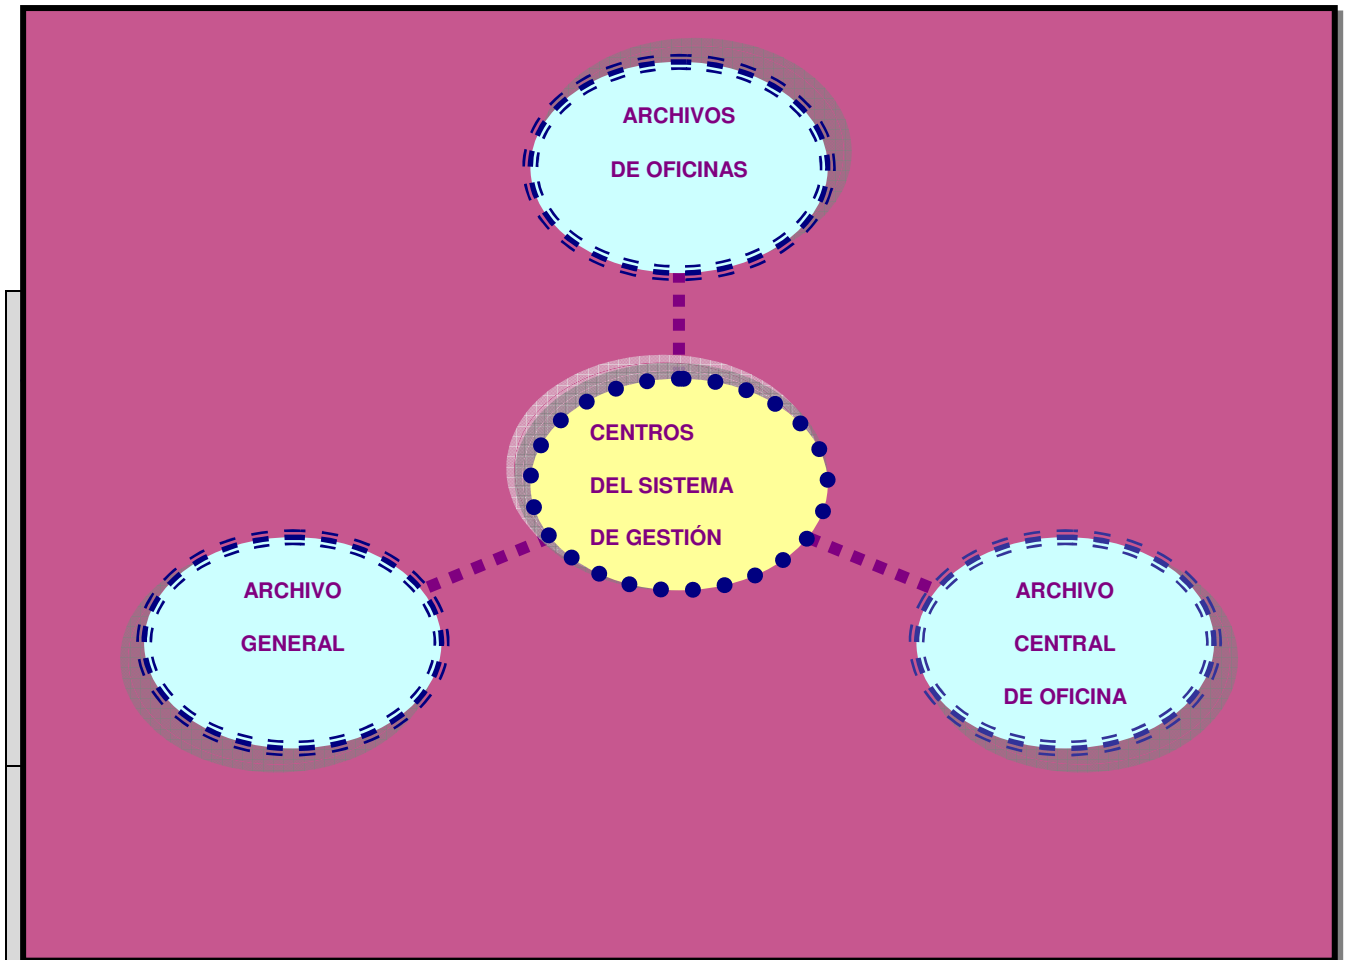 ARCHIVOS
DE OFICINAS
CENTROS
DEL SISTEMA
DE GESTIÓN
ARCHIVO
GENERAL
ARCHIVO
CENTRAL
DE OFICINA